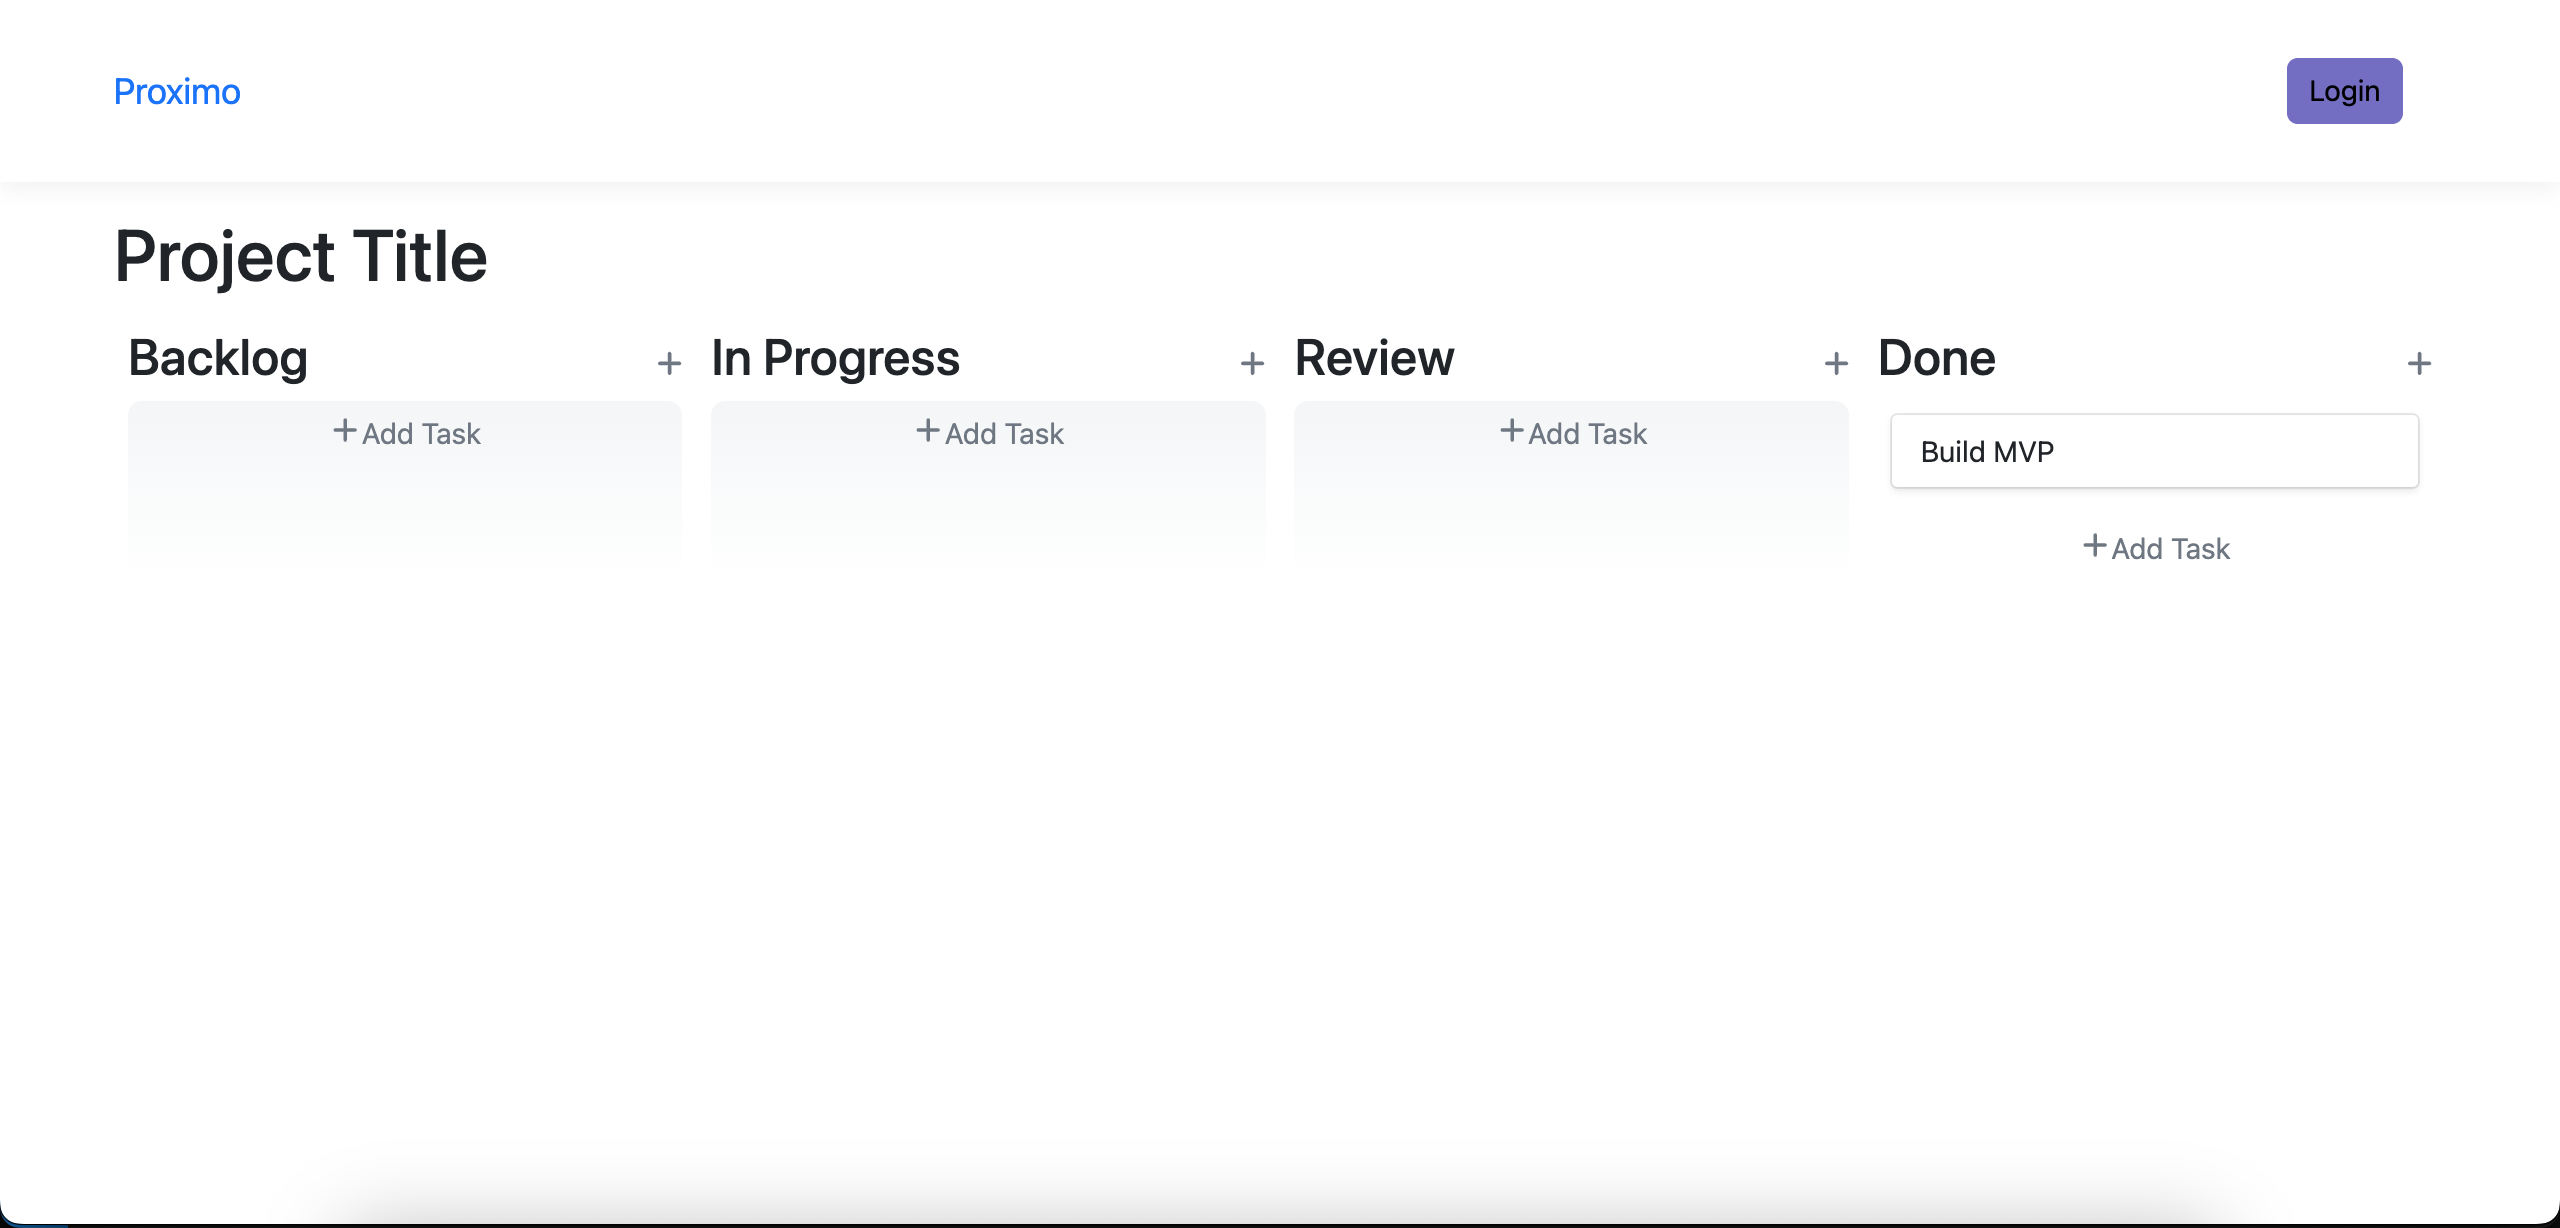 Proximo
Login
Project Title
Backlog
In Progress
Review
Done
Add Task
Add Task
Add Task
Build MVP
Add Task